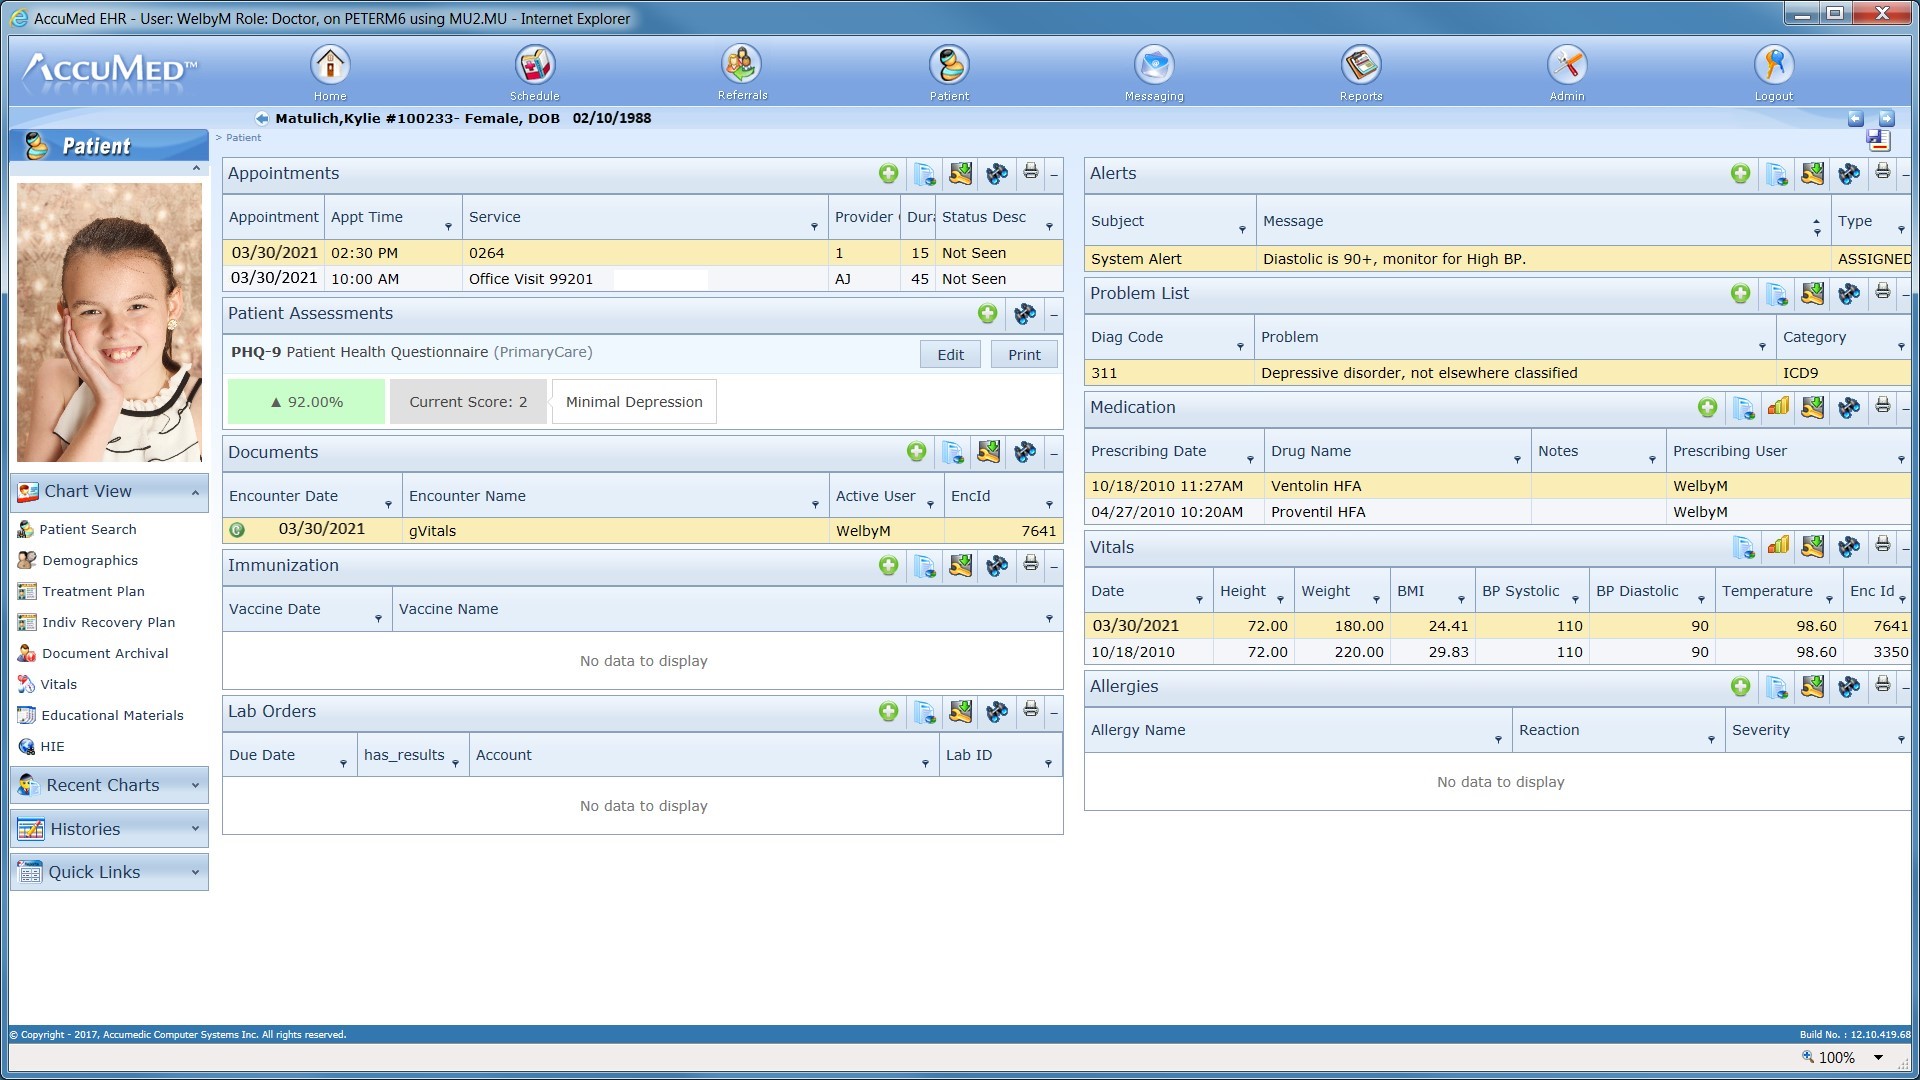 AccuMed EHR - User: WelbyM Role: Doctor, on PETERM6 using MU2.MU - Internet Explorer
ACCUMED™
Home Schedule Referrals Patient Messaging Reports Admin Logout
Matulich,Kylie #100233- Female, DOB 02/10/1988
Patient
> Patient
Chart View
Patient Search
Demographics
Treatment Plan
Indiv Recovery Plan
Document Archival
Vitals
Educational Materials
HIE
Recent Charts
Histories
Quick Links
Appointments
Appointment Appt Time Service Provider Dura Status Desc
03/30/2021 02:30 PM 0264 1 15 Not Seen
03/30/2021 10:00 AM Office Visit 99201 AJ 45 Not Seen
Patient Assessments
PHQ-9 Patient Health Questionnaire (PrimaryCare) Edit Print
▲ 92.00% Current Score: 2 Minimal Depression
Documents
Encounter Date Encounter Name Active User EncId
C 03/30/2021 gVitals WelbyM 7641
Immunization
Vaccine Date Vaccine Name
No data to display
Lab Orders
Due Date has_results Account Lab ID
No data to display
Alerts
Subject Message Type
System Alert Diastolic is 90+, monitor for High BP. ASSIGNED
Problem List
Diag Code Problem Category
311 Depressive disorder, not elsewhere classified ICD9
Medication
Prescribing Date Drug Name Notes Prescribing User
10/18/2010 11:27AM Ventolin HFA WelbyM
04/27/2010 10:20AM Proventil HFA WelbyM
Vitals
Date Height Weight BMI BP Systolic BP Diastolic Temperature Enc Id
03/30/2021 72.00 180.00 24.41 110 90 98.60 7641
10/18/2010 72.00 220.00 29.83 110 90 98.60 3350
Allergies
Allergy Name Reaction Severity
No data to display
© Copyright - 2017, Accumedic Computer Systems Inc. All rights reserved. Build No. : 12.10.419.68
100%